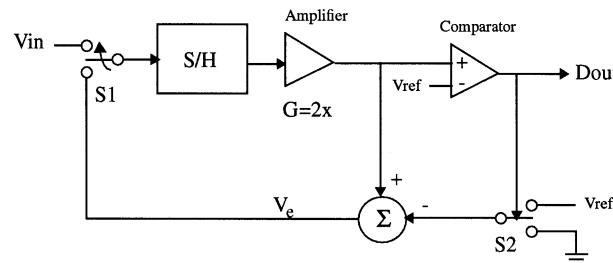 Amplifier
Comparator
Vin
S/H
+
-
Vref
Dou
S1
G=2x
+
Ve
Σ
-
S2
Vref